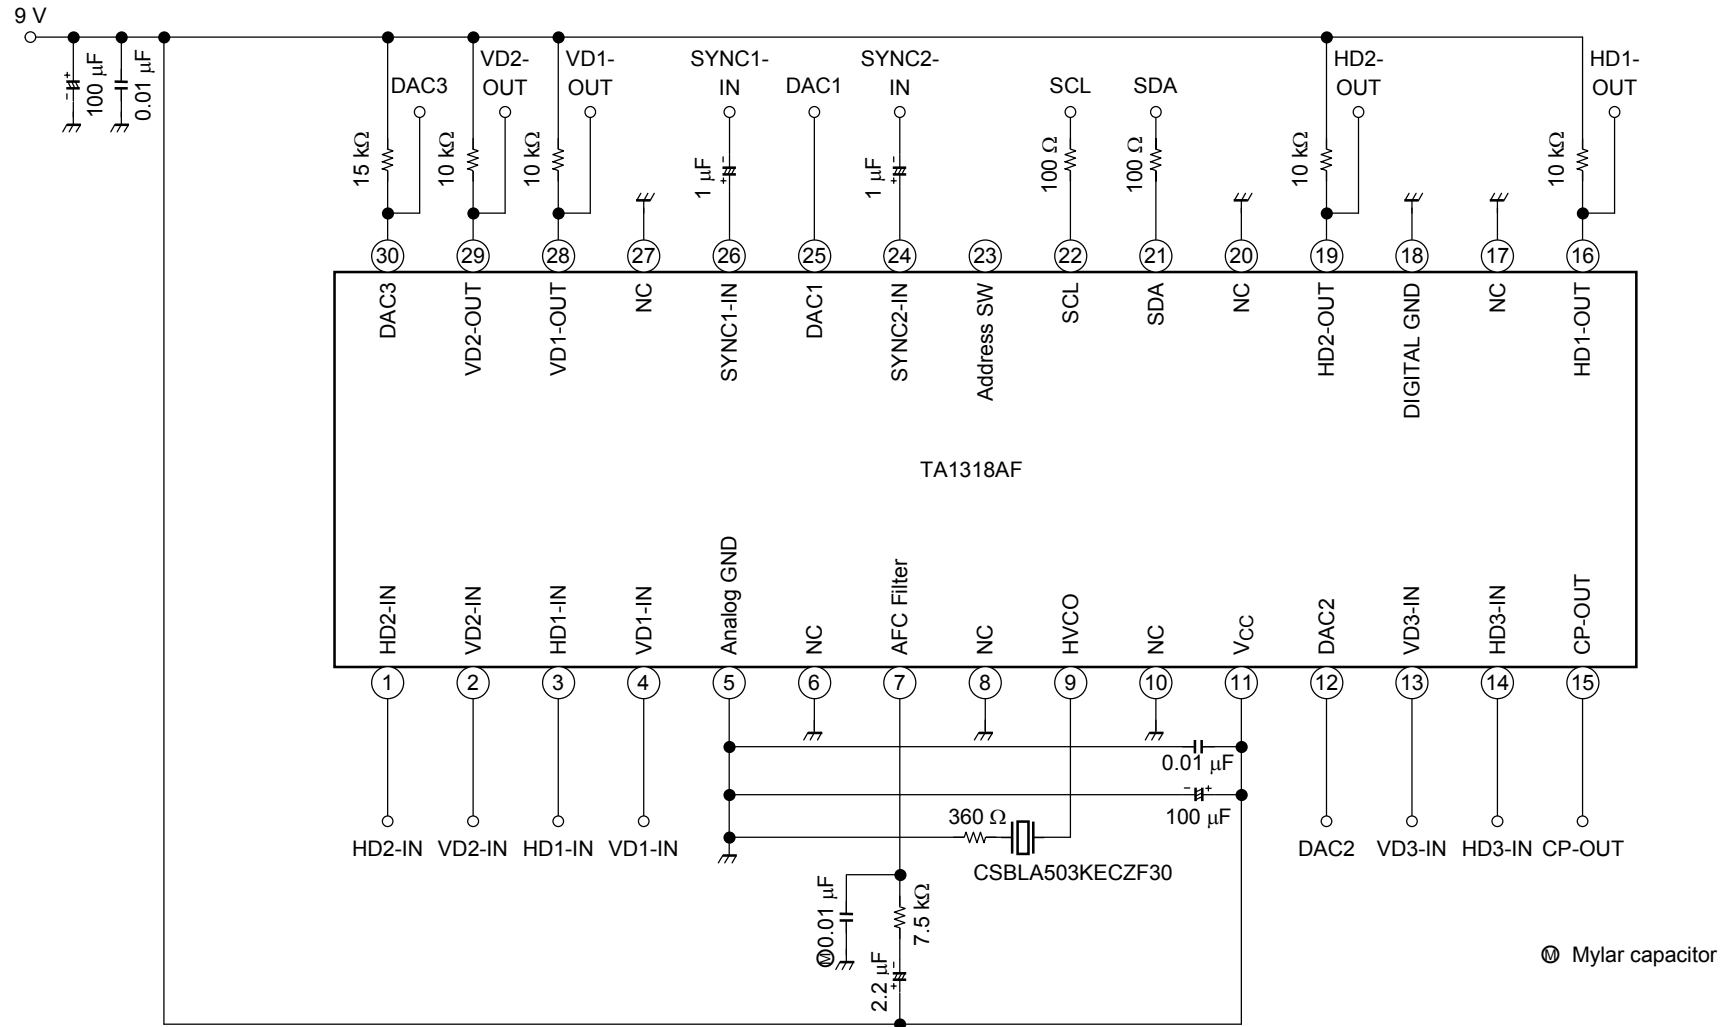 9 V
100 µF
0.01 µF
DAC3
VD2-
OUT
VD1-
OUT
SYNC1-
IN
DAC1
SYNC2-
IN
SCL
SDA
HD2-
OUT
HD1-
OUT
15 kΩ
10 kΩ
10 kΩ
1 µF
1 µF
100 Ω
100 Ω
10 kΩ
10 kΩ
30
29
28
27
26
25
24
23
22
21
20
19
18
17
16
DAC3
VD2-OUT
VD1-OUT
NC
SYNC1-IN
DAC1
SYNC2-IN
Address SW
SCL
SDA
NC
HD2-OUT
DIGITAL GND
NC
HD1-OUT
TA1318AF
HD2-IN
VD2-IN
HD1-IN
VD1-IN
Analog GND
NC
AFC Filter
NC
HVCO
NC
VCC
DAC2
VD3-IN
HD3-IN
CP-OUT
1
2
3
4
5
6
7
8
9
10
11
12
13
14
15
0.01 µF
100 µF
360 Ω
CSBLA503KECZF30
HD2-IN
VD2-IN
HD1-IN
VD1-IN
DAC2
VD3-IN
HD3-IN
CP-OUT
Ⓜ0.01 µF
7.5 kΩ
2.2 µF
Ⓜ Mylar capacitor